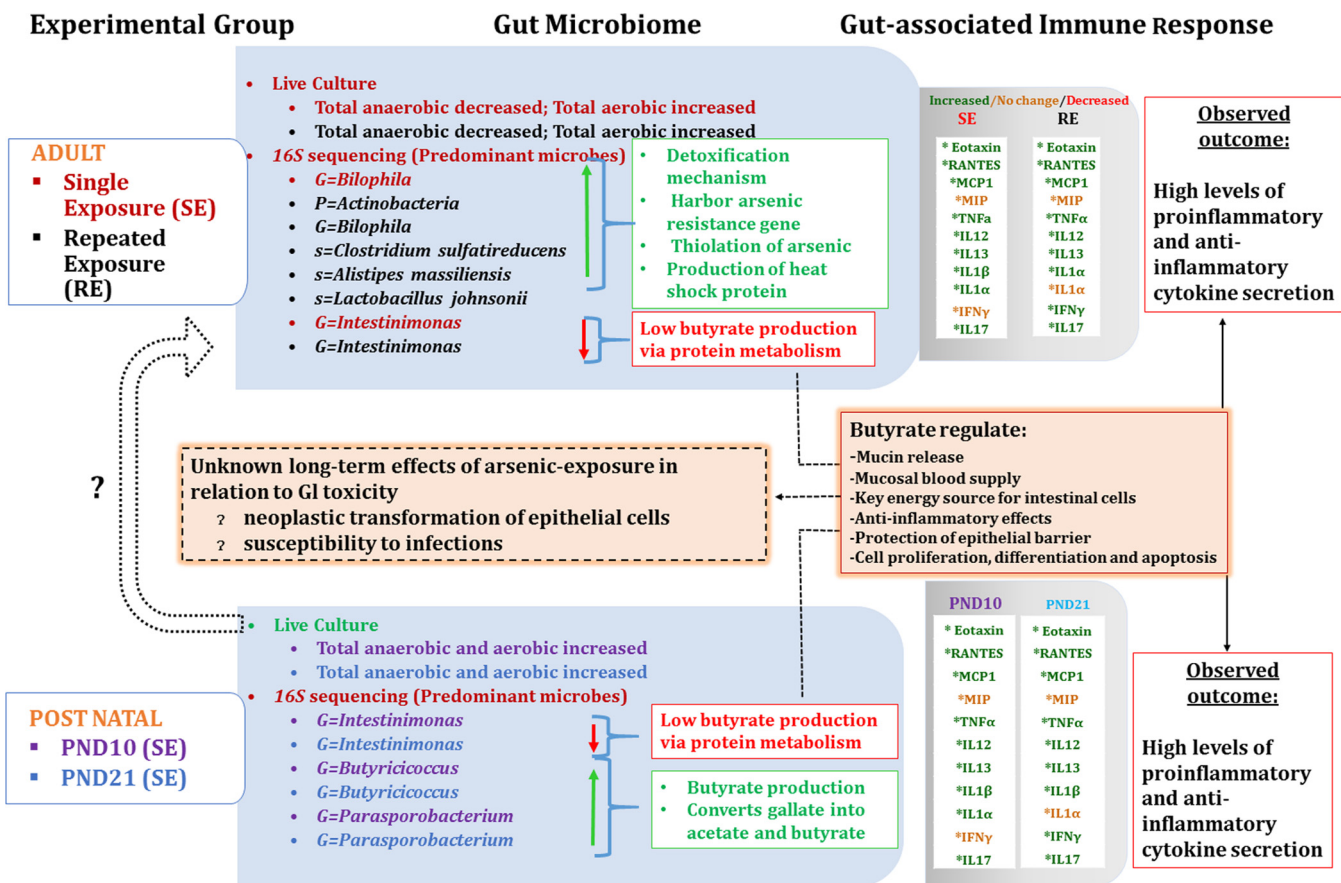 Experimental Group
Gut Microbiome
Gut-associated Immune Response
ADULT
▪ Single
Exposure (SE)
▪ Repeated
Exposure
(RE)
• Live Culture
• Total anaerobic decreased; Total aerobic increased
• Total anaerobic decreased; Total aerobic increased
• 16S sequencing (Predominant microbes)
• G=Bilophila
• P=Actinobacteria
• G=Bilophila
• s=Clostridium sulfatireducens
• s=Alistipes massiliensis
• s=Lactobacillus johnsonii
• G=Intestinimonas
• G=Intestinimonas
• Detoxification
mechanism
• Harbor arsenic
resistance gene
• Thiolation of arsenic
• Production of heat
shock protein
Low butyrate production
via protein metabolism
Increased/No change/Decreased
SE
* Eotaxin
*RANTES
*MCP1
*MIP
*TNFa
*IL12
*IL13
*IL1β
*IL1α
*IFNγ
*IL17
RE
* Eotaxin
*RANTES
*MCP1
*MIP
*TNFα
*IL12
*IL13
*IL1α
*IL1α
*IFNγ
*IL17
Observed
outcome:
High levels of
proinflammatory
and anti-
inflammatory
cytokine secretion
?
Unknown long-term effects of arsenic-exposure in
relation to GI toxicity
? neoplastic transformation of epithelial cells
? susceptibility to infections
Butyrate regulate:
-Mucin release
-Mucosal blood supply
-Key energy source for intestinal cells
-Anti-inflammatory effects
-Protection of epithelial barrier
-Cell proliferation, differentiation and apoptosis
POST NATAL
▪ PND10 (SE)
▪ PND21 (SE)
• Live Culture
• Total anaerobic and aerobic increased
• Total anaerobic and aerobic increased
• 16S sequencing (Predominant microbes)
• G=Intestinimonas
• G=Intestinimonas
• G=Butyricicoccus
• G=Butyricicoccus
• G=Parasporobacterium
• G=Parasporobacterium
Low butyrate production
via protein metabolism
• Butyrate production
• Converts gallate into
acetate and butyrate
PND10
* Eotaxin
*RANTES
*MCP1
*MIP
*TNFα
*IL12
*IL13
*IL1β
*IL1α
*IFNγ
*IL17
PND21
* Eotaxin
*RANTES
*MCP1
*MIP
*TNFα
*IL12
*IL13
*IL1β
*IL1α
*IFNγ
*IL17
Observed
outcome:
High levels of
proinflammatory
and anti-
inflammatory
cytokine secretion